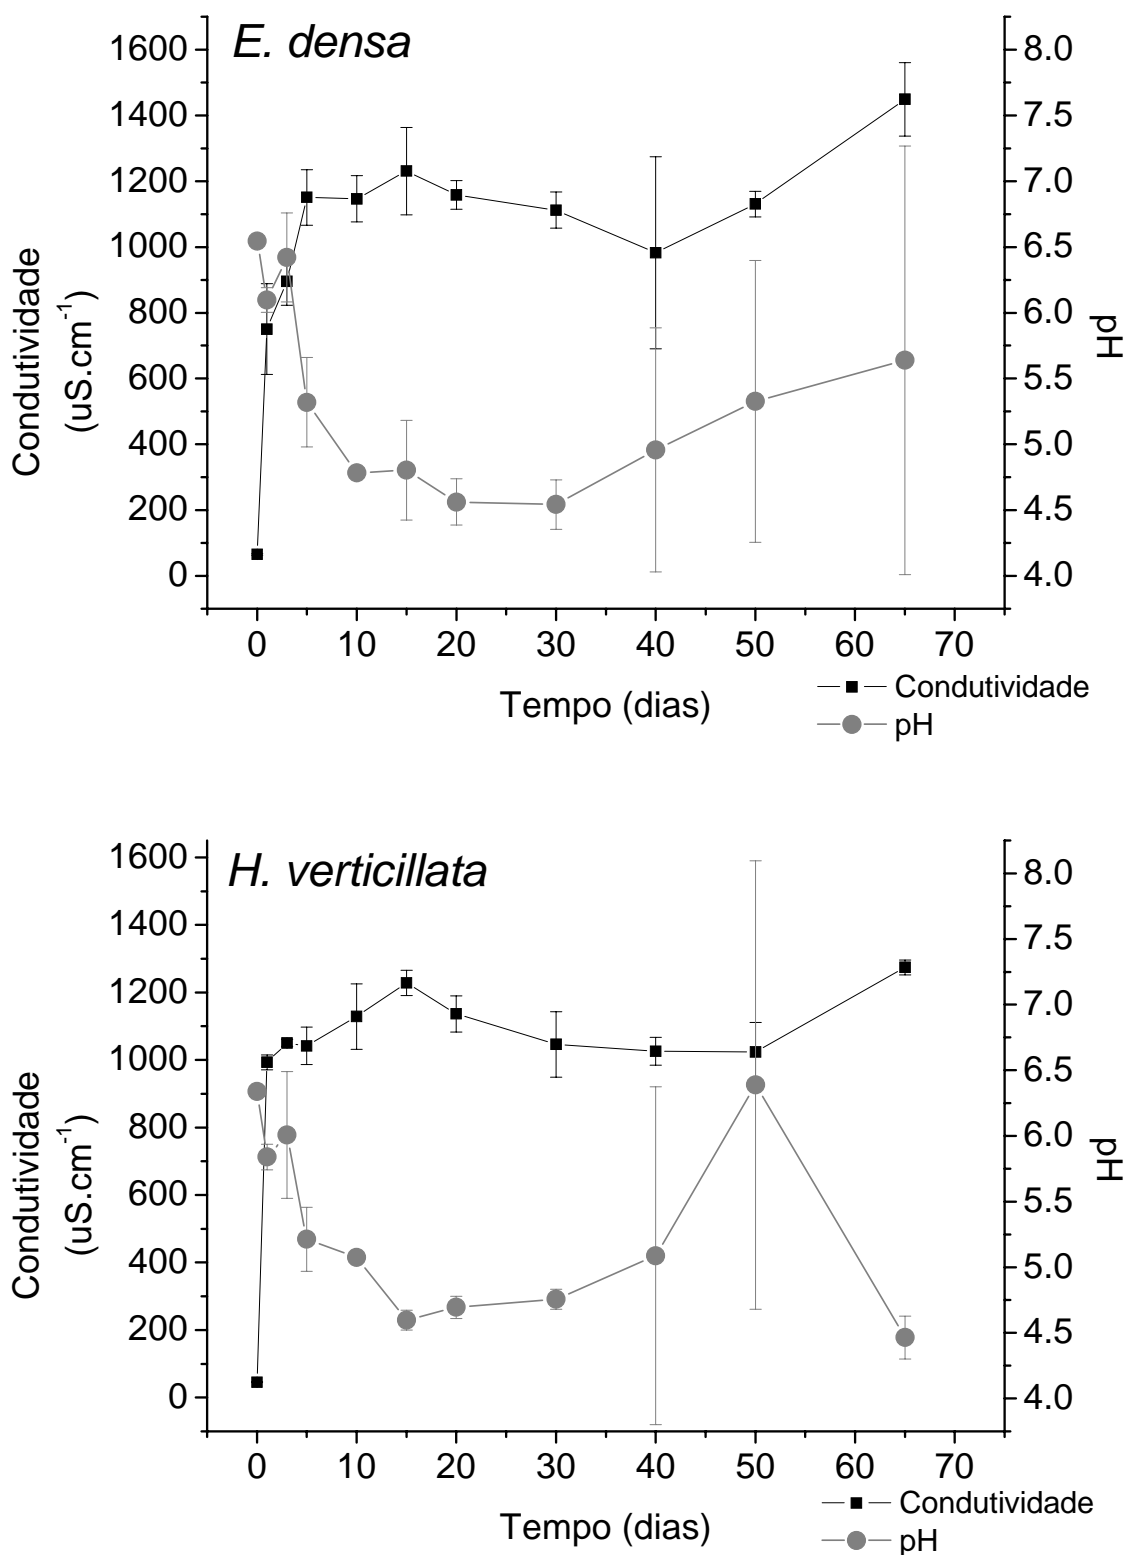 E. densa
1600
1400
1200
1000
800
600
400
200
0
Condutividade
(uS.cm-1)
8.0
7.5
7.0
6.5
6.0
5.5
5.0
4.5
4.0
pH
0 10 20 30 40 50 60 70
Tempo (dias)
Condutividade
pH
H. verticillata
1600
1400
1200
1000
800
600
400
200
0
Condutividade
(uS.cm-1)
8.0
7.5
7.0
6.5
6.0
5.5
5.0
4.5
4.0
pH
0 10 20 30 40 50 60 70
Tempo (dias)
Condutividade
pH